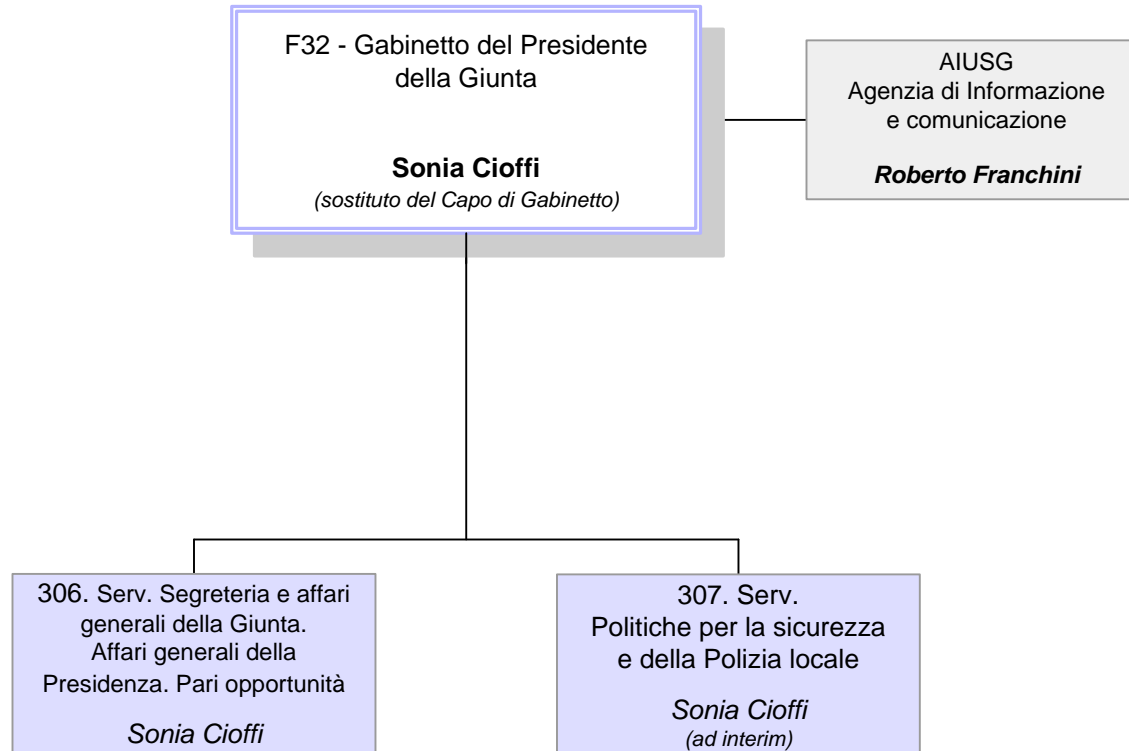 F32 - Gabinetto del Presidente
della Giunta
Sonia Cioffi
(sostituto del Capo di Gabinetto)
AIUSG
Agenzia di Informazione
e comunicazione
Roberto Franchini
306. Serv. Segreteria e affari
generali della Giunta.
Affari generali della
Presidenza. Pari opportunità
Sonia Cioffi
307. Serv.
Politiche per la sicurezza
e della Polizia locale
Sonia Cioffi
(ad interim)